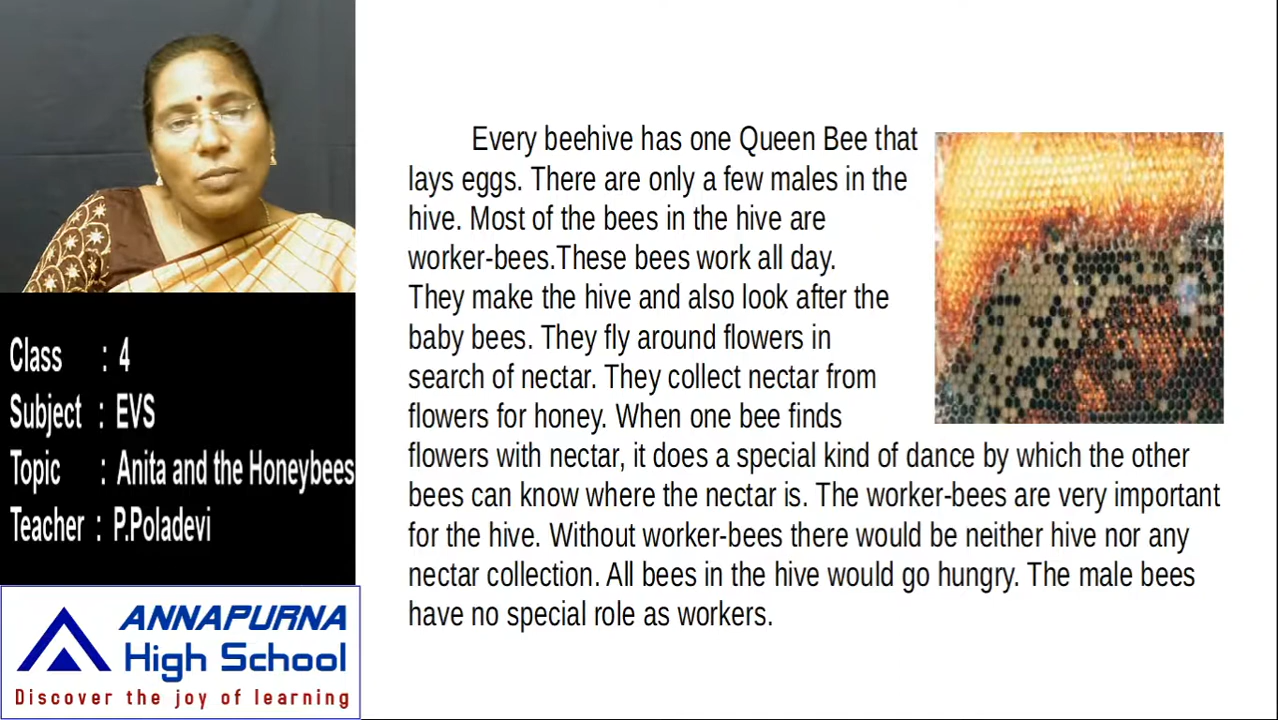 Every beehive has one Queen Bee that
lays eggs. There are only a few males in the
hive. Most of the bees in the hive are
worker-bees.These bees work all day.
They make the hive and also look after the
baby bees. They fly around flowers in
search of nectar. They collect nectar from
flowers for honey. When one bee finds
flowers with nectar, it does a special kind of dance by which the other
bees can know where the nectar is. The worker-bees are very important
for the hive. Without worker-bees there would be neither hive nor any
nectar collection. All bees in the hive would go hungry. The male bees
have no special role as workers.
Class : 4
Subject : EVS
Topic : Anita and the Honeybees
Teacher : P.Poladevi
ANNAPURNA
High School
Discover the joy of learning